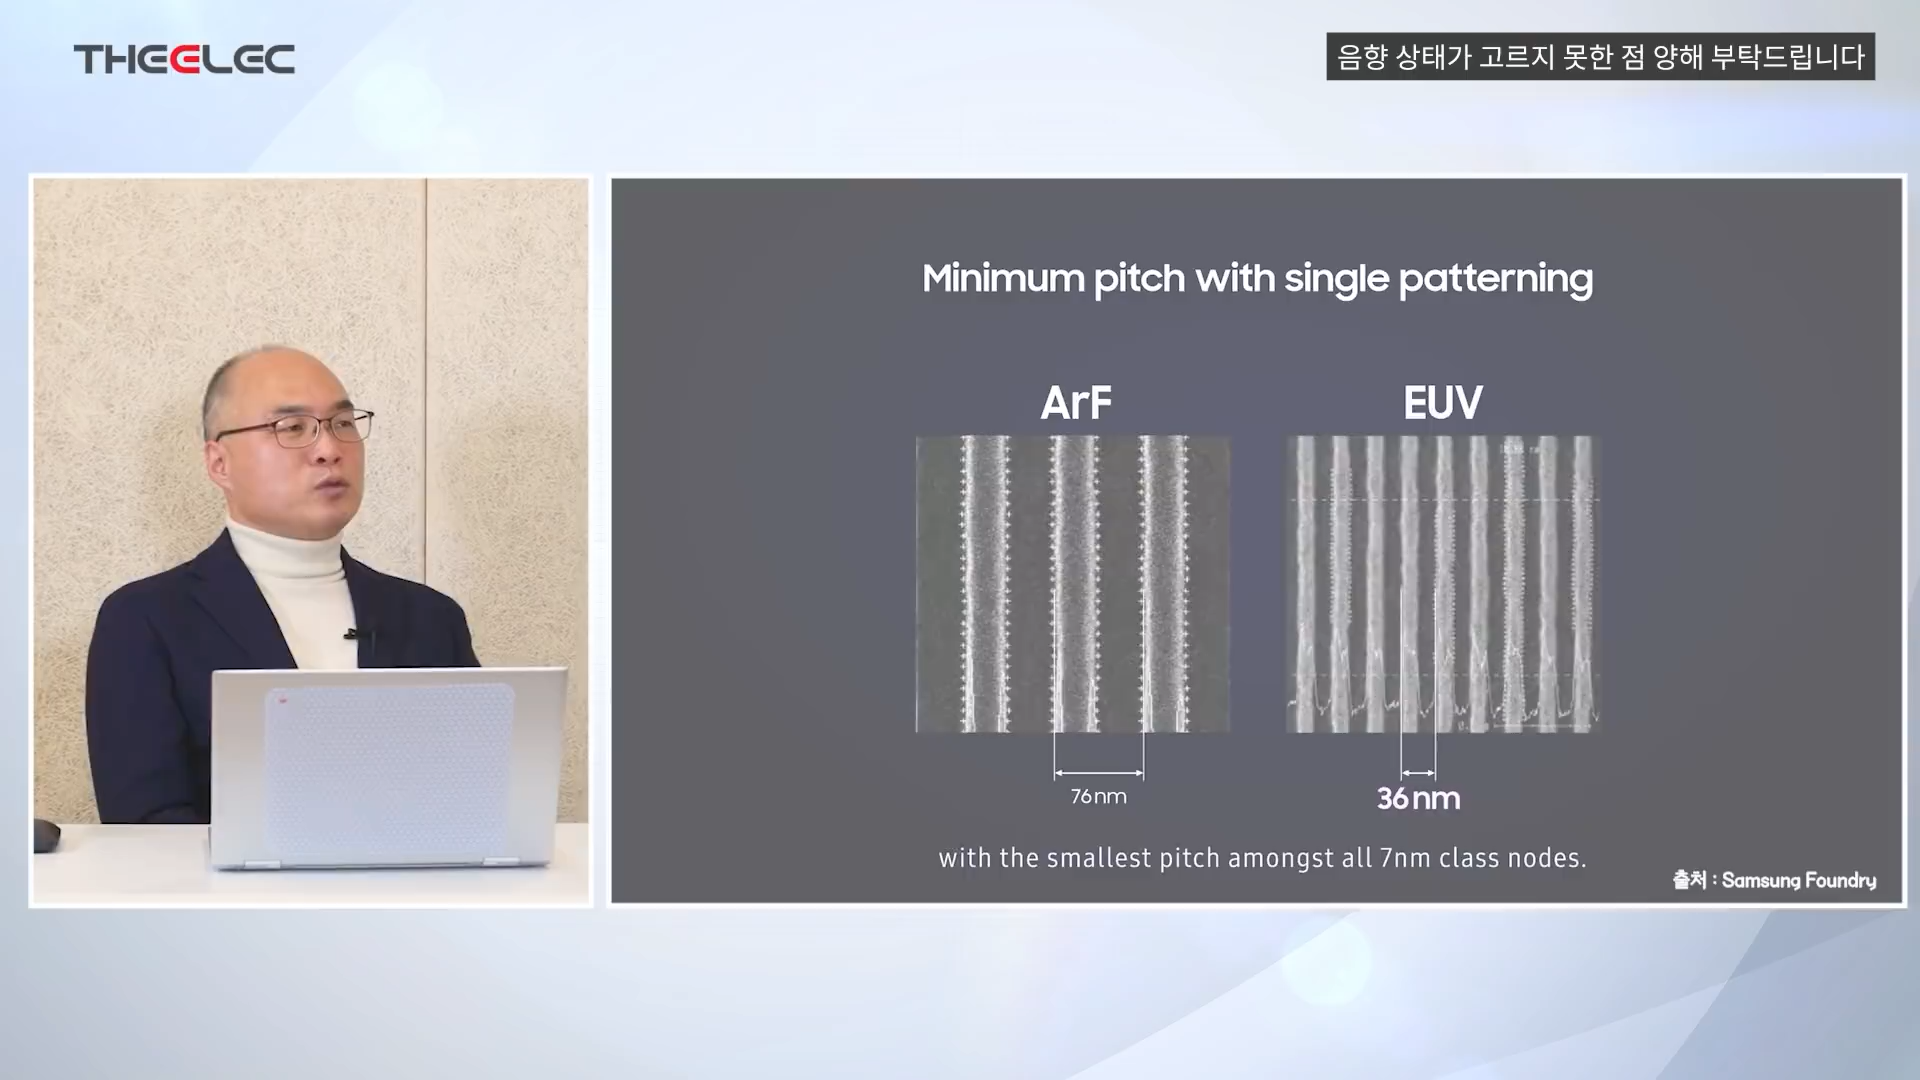 THEELEC
음향 상태가 고르지 못한 점 양해 부탁드립니다
Minimum pitch with single patterning
ArF
EUV
76nm
36nm
with the smallest pitch amongst all 7nm class nodes.
출처 : Samsung Foundry